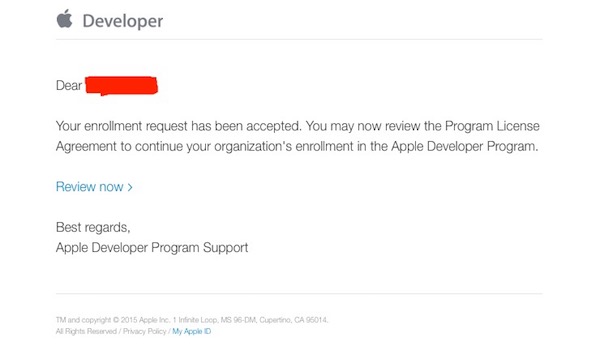 Developer
Dear
Your enrollment request has been accepted. You may now review the Program License
Agreement to continue your organization's enrollment in the Apple Developer Program.
Review now >
Best regards,
Apple Developer Program Support
TM and copyright © 2015 Apple Inc. 1 Infinite Loop, MS 96-DM, Cupertino, CA 95014.
All Rights Reserved / Privacy Policy / My Apple ID